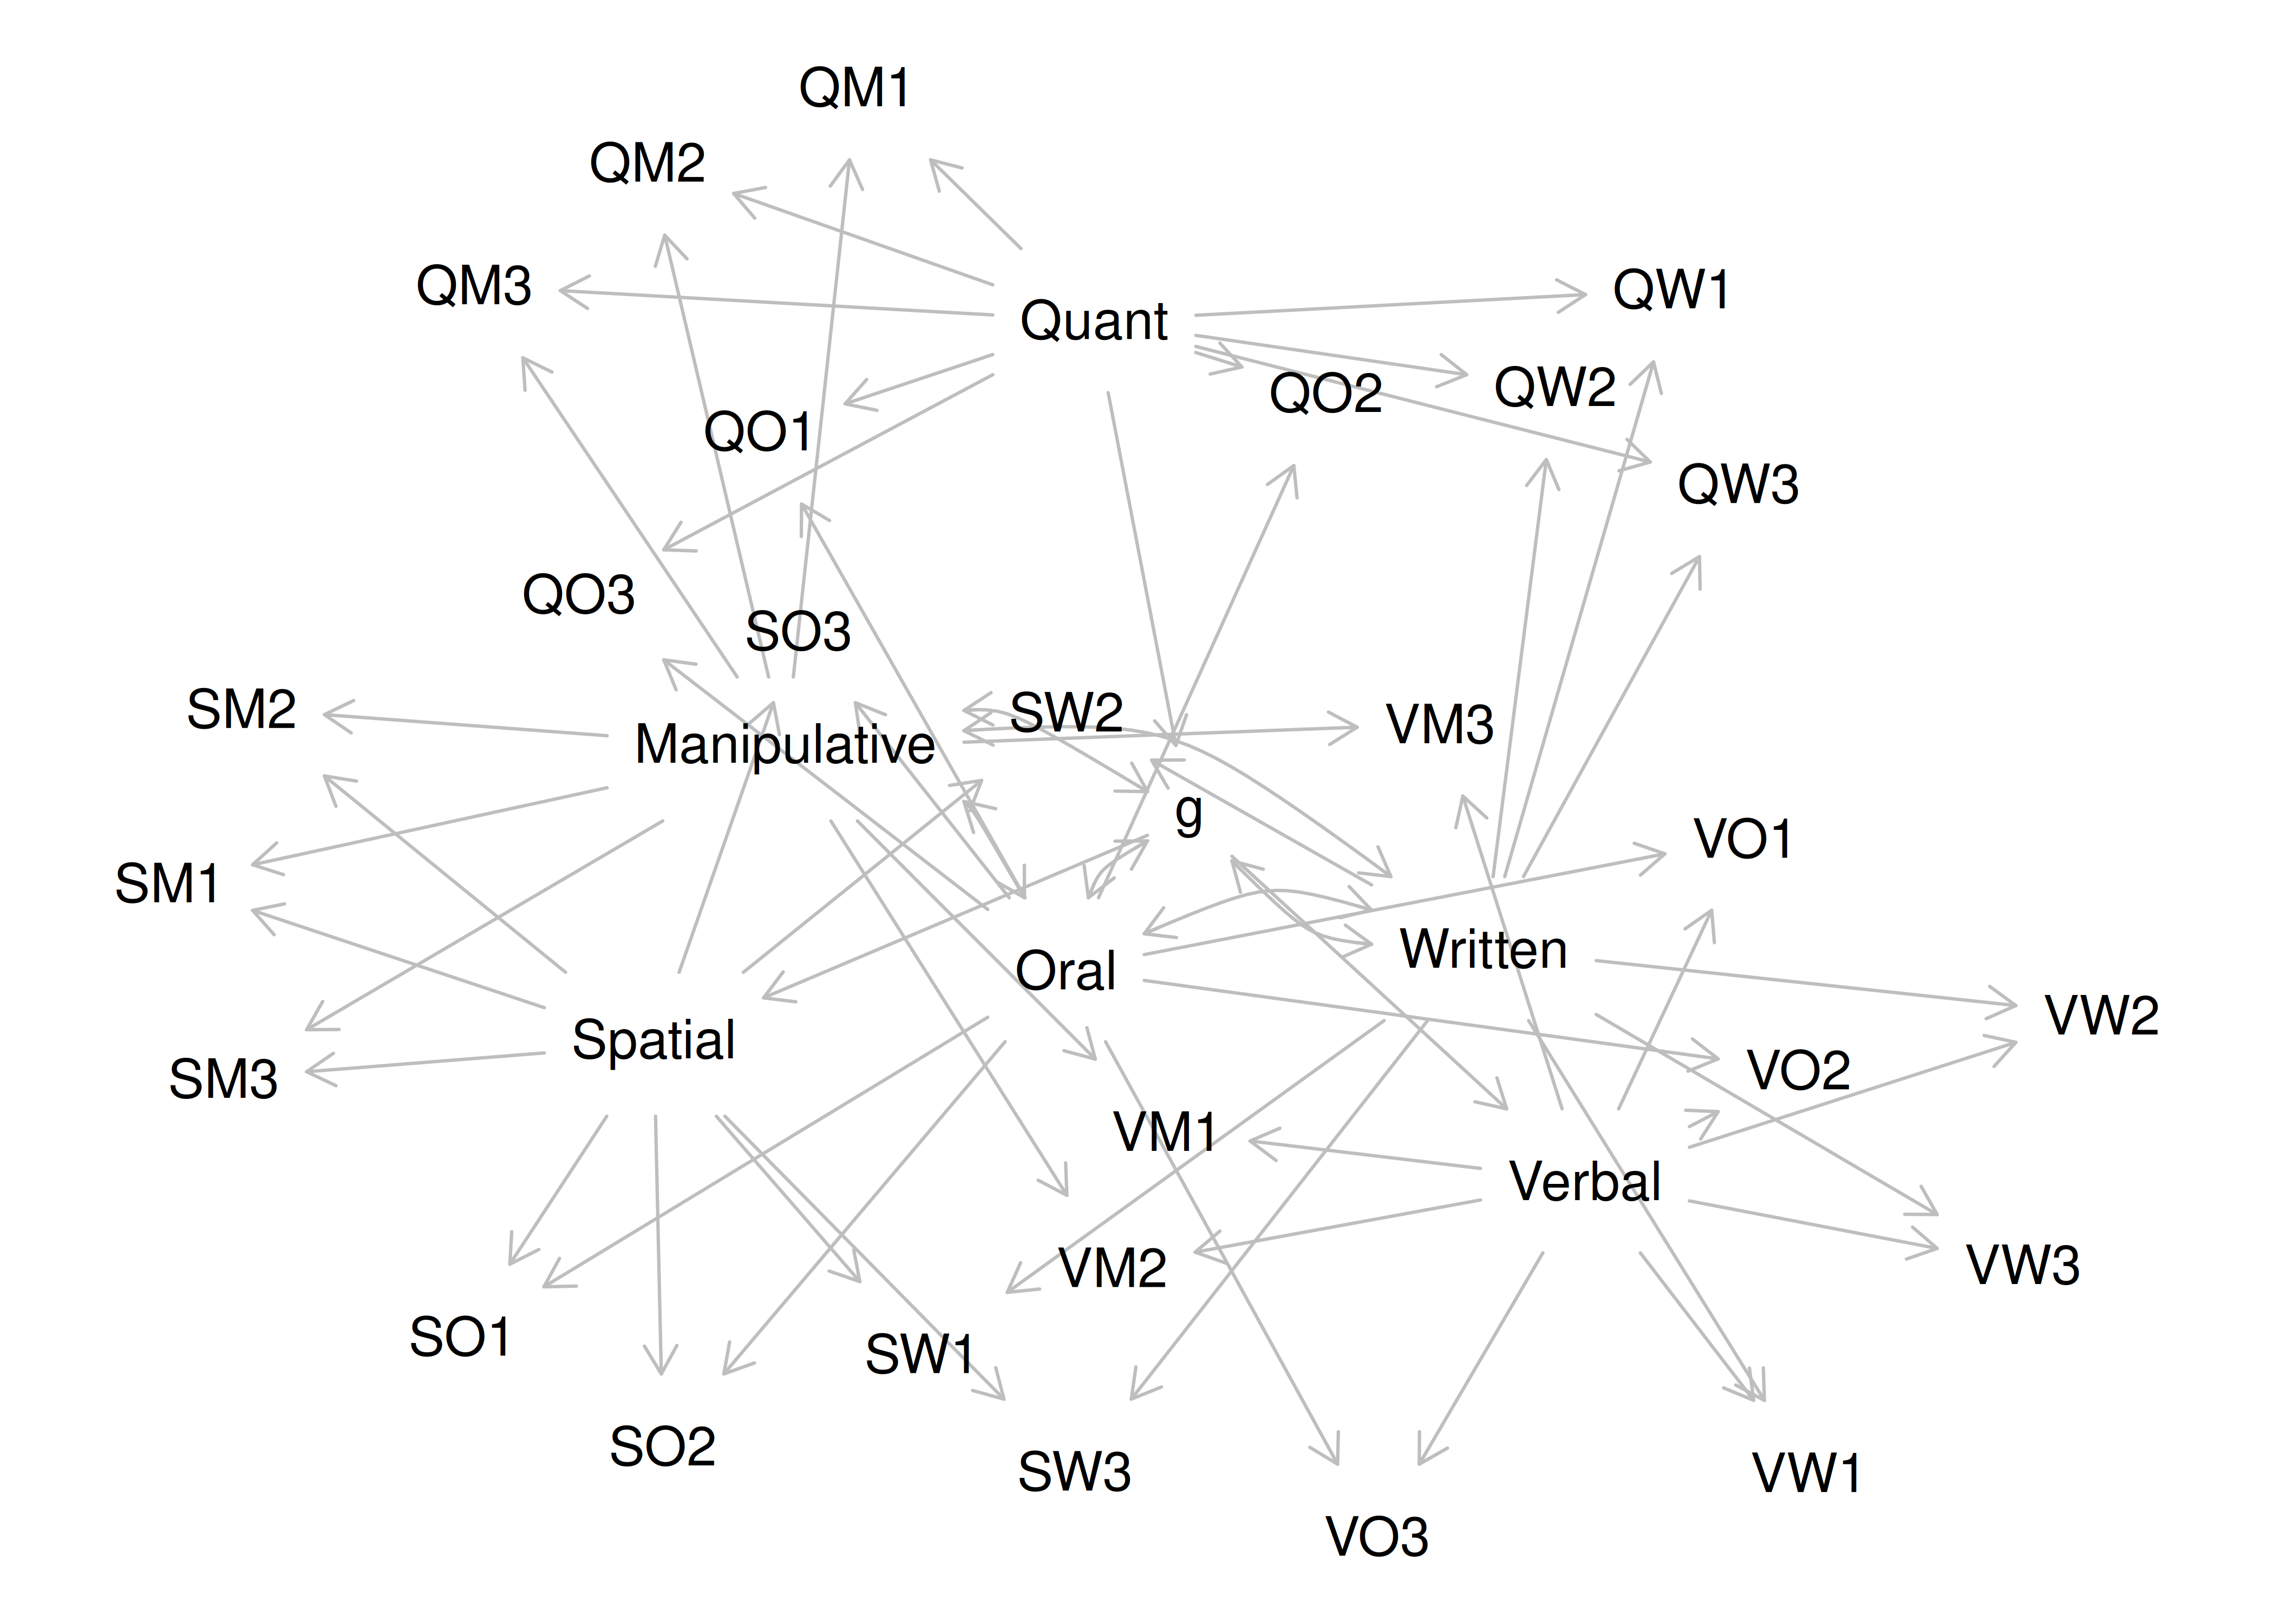 QM1
QM2
QM3
QW1
Quant
QW2
QO2
QO1
QW3
QO3
SO3
SM2
SW2
VM3
Manipulative
g
VO1
SM1
Written
Oral
VW2
Spatial
VO2
SM3
VM1
Verbal
VM2
VW3
SO1
SW1
SO2
SW3
VW1
VO3